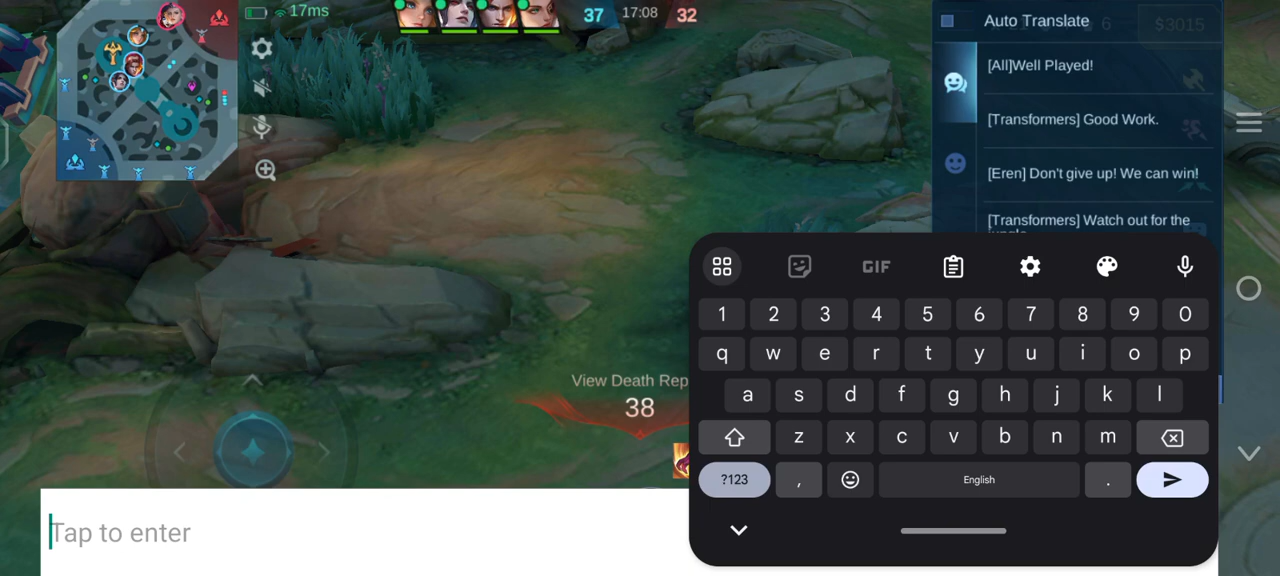 17ms
37 17:08 32
Auto Translate
6
$3015
[All]Well Played!
[Transformers] Good Work.
[Eren] Don't give up! We can win!
[Transformers] Watch out for the
View Death Rep
38
GIF
1 2 3 4 5 6 7 8 9 0
q w e r t y u i o p
a s d f g h j k l
z x c v b n m
?123 , English .
Tap to enter